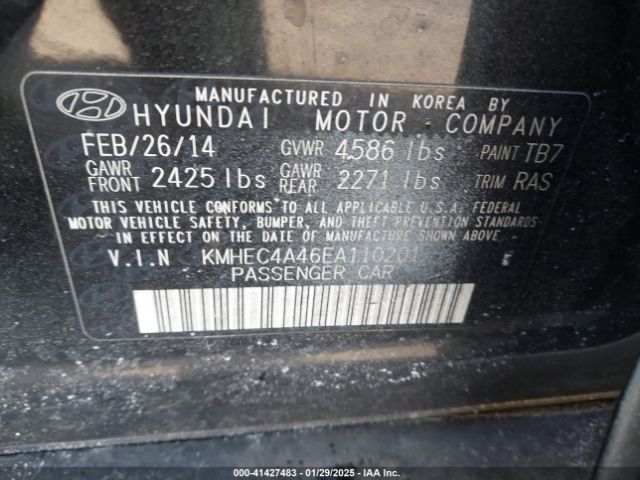 MANUFACTURED IN KOREA BY
HYUNDAI MOTOR COMPANY
FEB/26/14 GVWR 4586 lbs PAINT TB7
GAWR FRONT 2425 lbs GAWR REAR 2271 lbs TRIM RAS
THIS VEHICLE CONFORMS TO ALL APPLICABLE U.S.A. FEDERAL
MOTOR VEHICLE SAFETY, BUMPER, AND THEFT PREVENTION STANDARDS
IN EFFECT ON THE DATE OF MANUFACTURE SHOWN ABOVE
V.I.N KMHEC4A46EA110201
PASSENGER CAR
000-41427483 - 01/29/2025 - IAA Inc.